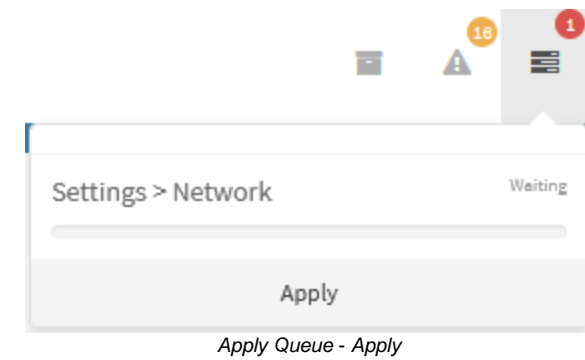 16
1
Settings > Network
Waiting
Apply
Apply Queue - Apply